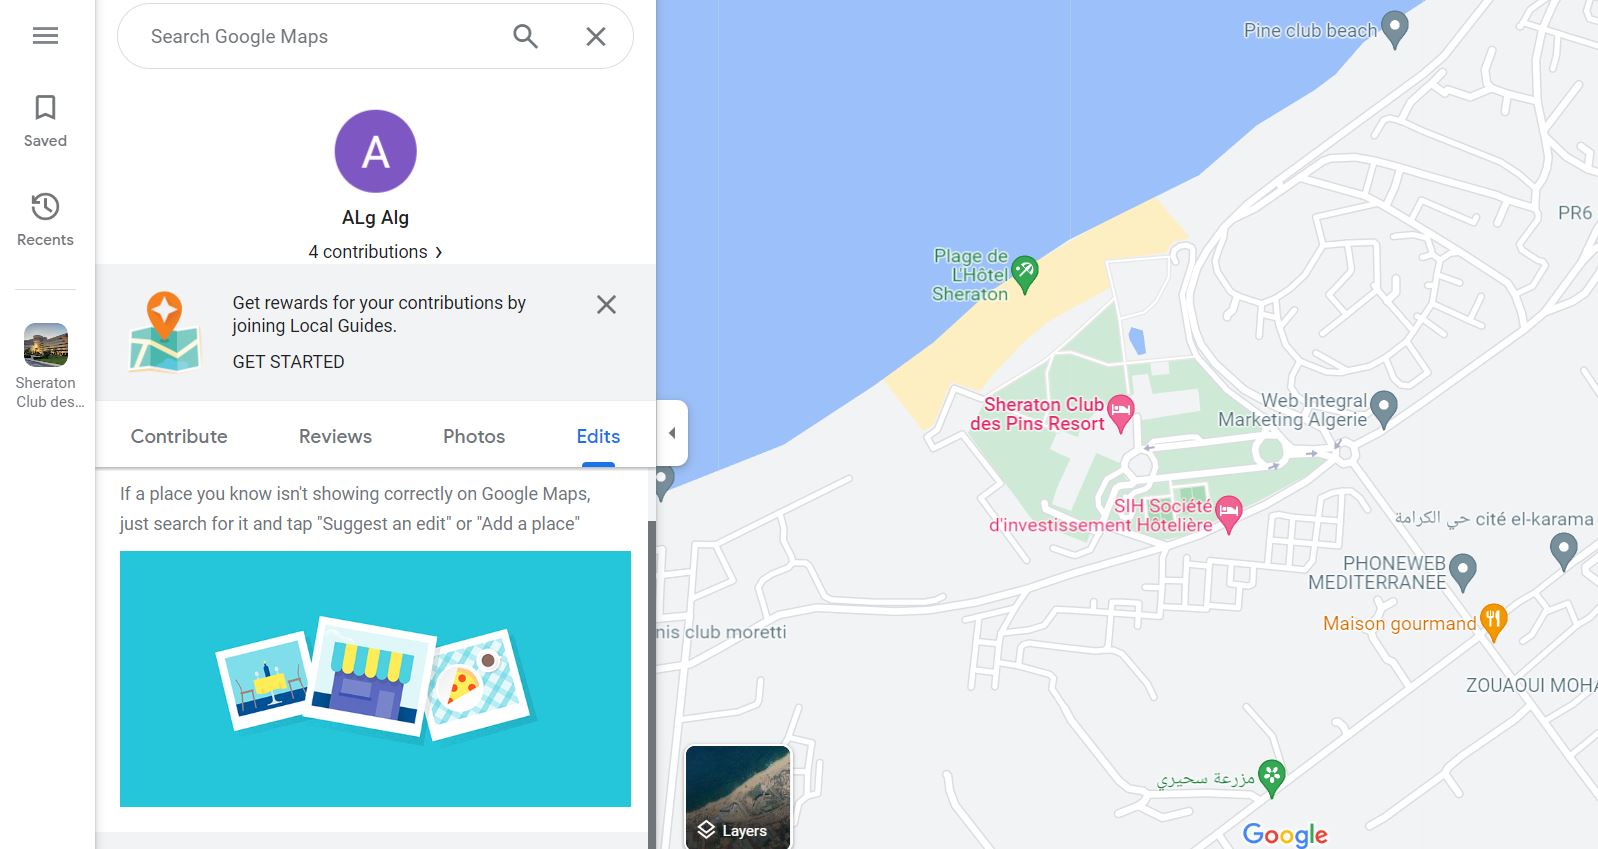 Search Google Maps
Saved
Recents
Sheraton
Club des...
A
ALg Alg
4 contributions ›
Get rewards for your contributions by
joining Local Guides.
GET STARTED
Contribute
Reviews
Photos
Edits
If a place you know isn't showing correctly on Google Maps,
just search for it and tap "Suggest an edit" or "Add a place"
Layers
Pine club beach
PR6
Plage de
L'Hôtel
Sheraton
Sheraton Club
des Pins Resort
Web Integral
Marketing Algerie
SIH Société
d'investissement Hôtelière
حي الكرامة cité el-karama
PHONEWEB
MEDITERRANEE
Maison gourmand
nis club moretti
ZOUAOUI MOHA
مزرعة سحيري
Google